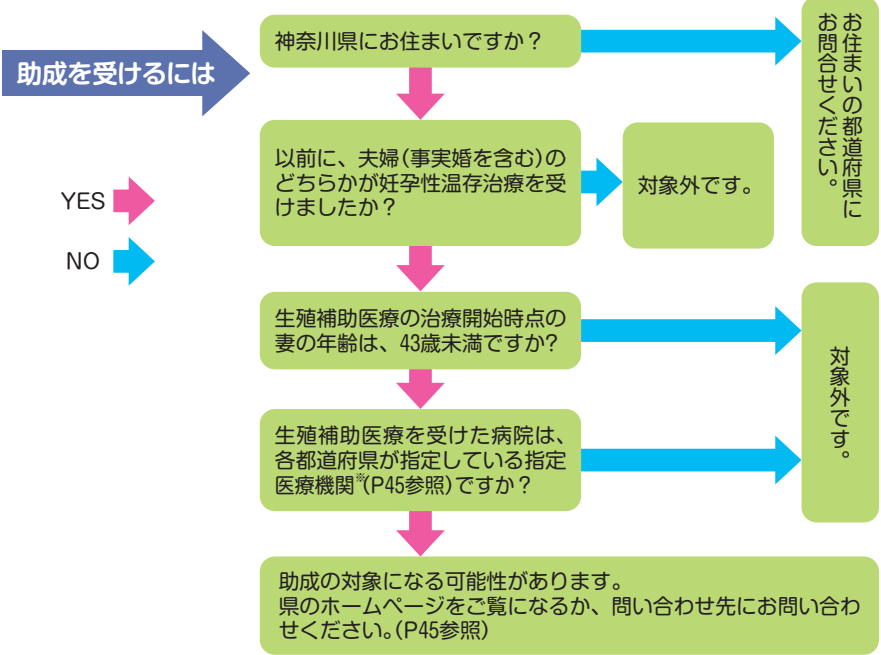 助成を受けるには
神奈川県にお住まいですか？
お住まいの都道府県に
お問合せください。
YES
NO
以前に、夫婦(事実婚を含む)の
どちらかが妊孕性温存治療を受
けましたか？
対象外です。
生殖補助医療の治療開始時点の
妻の年齢は、43歳未満ですか?
対象外です。
生殖補助医療を受けた病院は、
各都道府県が指定している指定
医療機関※(P45参照)ですか？
助成の対象になる可能性があります。
県のホームページをご覧になるか、問い合わせ先にお問い合わ
せください。(P45参照)